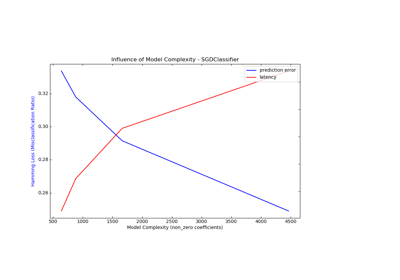 Influence of Model Complexity - SGDClassifier
prediction error
latency
Hamming Loss (Misclassification Ratio)
0.32
0.30
0.28
0.26
500 1000 1500 2000 2500 3000 3500 4000 4500
Model Complexity (non_zero coefficients)